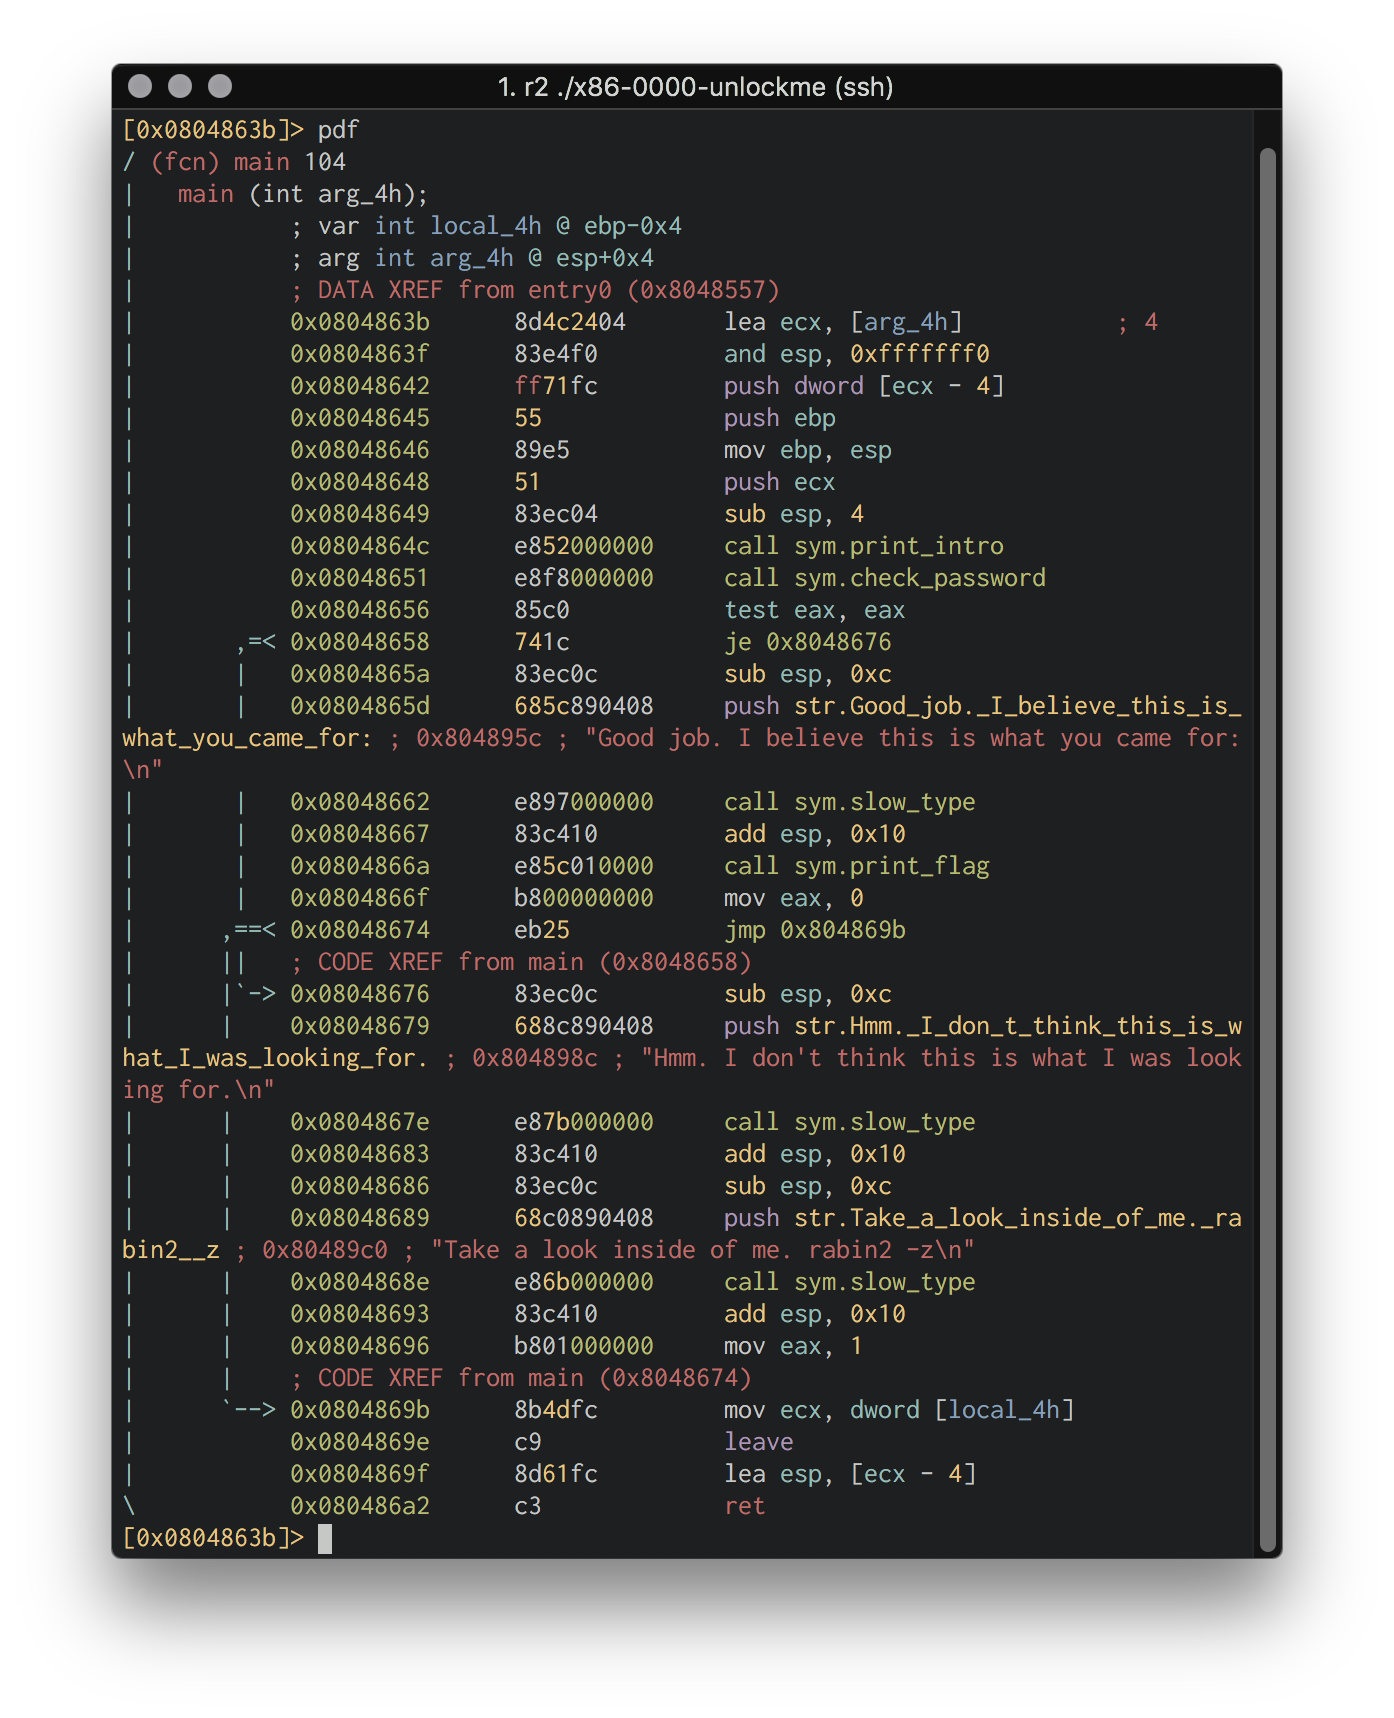 1. r2 ./x86-0000-unlockme (ssh)
[0x0804863b]> pdf
/ (fcn) main 104
|   main (int arg_4h);
|           ; var int local_4h @ ebp-0x4
|           ; arg int arg_4h @ esp+0x4
|           ; DATA XREF from entry0 (0x8048557)
|           0x0804863b      8d4c2404       lea ecx, [arg_4h]           ; 4
|           0x0804863f      83e4f0         and esp, 0xfffffff0
|           0x08048642      ff71fc         push dword [ecx - 4]
|           0x08048645      55             push ebp
|           0x08048646      89e5           mov ebp, esp
|           0x08048648      51             push ecx
|           0x08048649      83ec04         sub esp, 4
|           0x0804864c      e852000000     call sym.print_intro
|           0x08048651      e8f8000000     call sym.check_password
|           0x08048656      85c0           test eax, eax
|       ,=< 0x08048658      741c           je 0x8048676
|       |   0x0804865a      83ec0c         sub esp, 0xc
|       |   0x0804865d      685c890408     push str.Good_job._I_believe_this_is_
what_you_came_for: ; 0x804895c ; "Good job. I believe this is what you came for:
\n"
|       |   0x08048662      e897000000     call sym.slow_type
|       |   0x08048667      83c410         add esp, 0x10
|       |   0x0804866a      e85c010000     call sym.print_flag
|       |   0x0804866f      b800000000     mov eax, 0
|      ,==< 0x08048674      eb25           jmp 0x804869b
|      ||   ; CODE XREF from main (0x8048658)
|      |`-> 0x08048676      83ec0c         sub esp, 0xc
|      |    0x08048679      688c890408     push str.Hmm._I_don_t_think_this_is_w
hat_I_was_looking_for. ; 0x804898c ; "Hmm. I don't think this is what I was look
ing for.\n"
|      |    0x0804867e      e87b000000     call sym.slow_type
|      |    0x08048683      83c410         add esp, 0x10
|      |    0x08048686      83ec0c         sub esp, 0xc
|      |    0x08048689      68c0890408     push str.Take_a_look_inside_of_me._ra
bin2__z ; 0x80489c0 ; "Take a look inside of me. rabin2 -z\n"
|      |    0x0804868e      e86b000000     call sym.slow_type
|      |    0x08048693      83c410         add esp, 0x10
|      |    0x08048696      b801000000     mov eax, 1
|      |    ; CODE XREF from main (0x8048674)
|      `--> 0x0804869b      8b4dfc         mov ecx, dword [local_4h]
|           0x0804869e      c9             leave
|           0x0804869f      8d61fc         lea esp, [ecx - 4]
\           0x080486a2      c3             ret
[0x0804863b]>